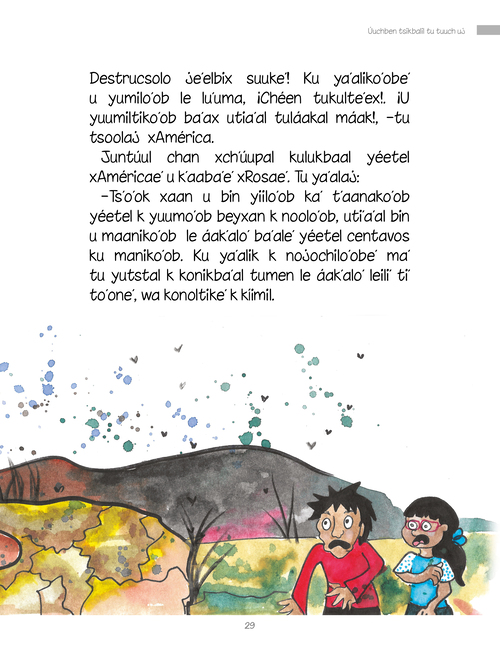 Úuchben tsikbalil tu tuuch uj
Destrucsolo je'elbix suuke'! Ku ya'aliko'obe'
u yumilo'ob le lu'uma, ¡Chéen tukulte'ex!. ¡U
yuumiltiko'ob ba'ax utia'al tuláakal máak!, –tu
tsoolaj xAmérica.
Juntúul chan xch'úupal kulukbaal yéetel
xAméricae' u k'aaba'e' xRosae'. Tu ya'alaj:
–Ts'o'ok xaan u bin yiilo'ob ka' t'aanako'ob
yéetel k yuumo'ob beyxan k noolo'ob, uti'a'al bin
u maaniko'ob le áak'alo' ba'ale' yéetel centavos
ku maniko'ob. Ku ya'alik k nojochilo'obe' ma'
tu yutstal k konikba'al tumen le áak'alo' leili' ti'
to'one', wa konoltike' k kíimil.
29